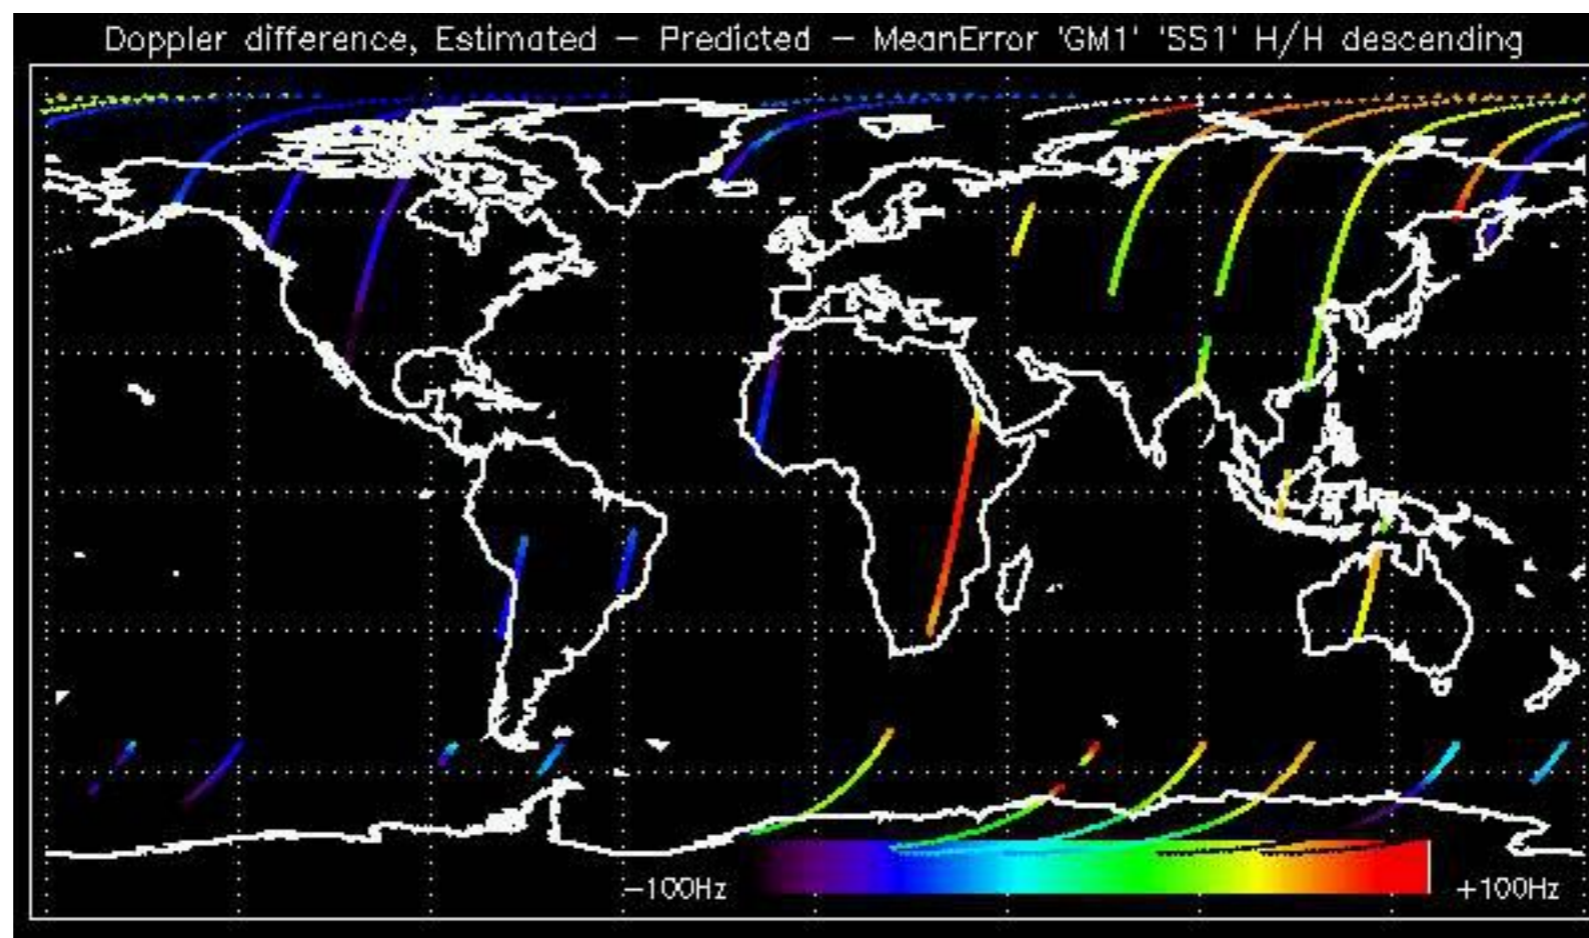 Doppler difference, Estimated – Predicted – MeanError 'GM1' 'SS1' H/H descending
–100Hz +100Hz